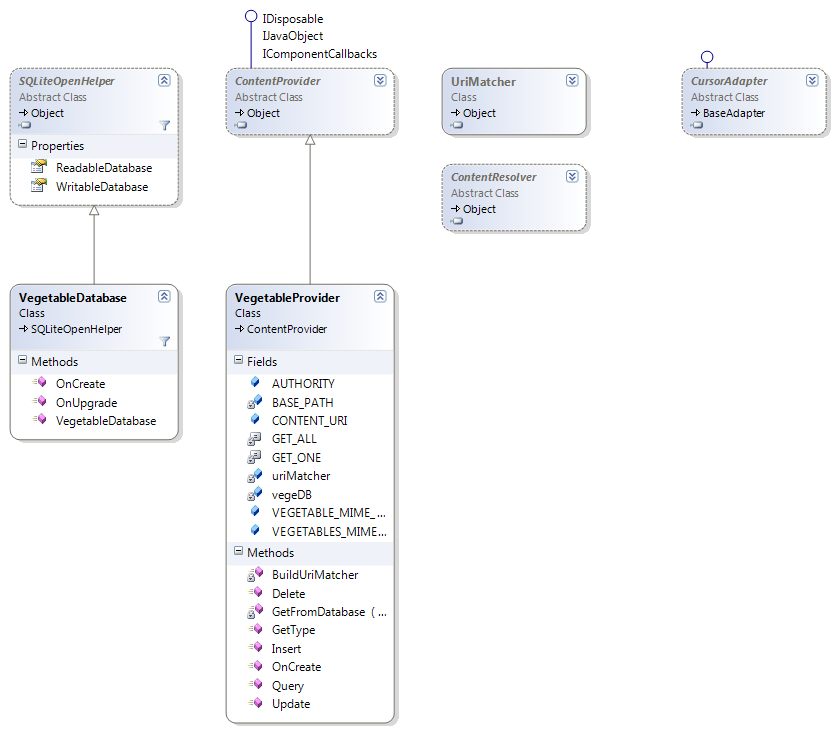 IDisposable
IJavaObject
IComponentCallbacks
SQLiteOpenHelper
Abstract Class
Object
Properties
ReadableDatabase
WritableDatabase
ContentProvider
Abstract Class
Object
UriMatcher
Class
Object
ContentResolver
Abstract Class
Object
CursorAdapter
Abstract Class
BaseAdapter
VegetableDatabase
Class
SQLiteOpenHelper
Methods
OnCreate
OnUpgrade
VegetableDatabase
VegetableProvider
Class
ContentProvider
Fields
AUTHORITY
BASE_PATH
CONTENT_URI
GET_ALL
GET_ONE
uriMatcher
vegeDB
VEGETABLE_MIME_...
VEGETABLES_MIME...
Methods
BuildUriMatcher
Delete
GetFromDatabase (...
GetType
Insert
OnCreate
Query
Update